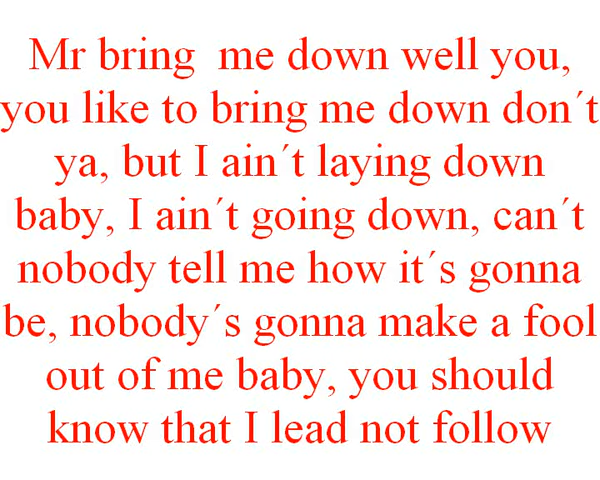 Mr bring  me down well you,
you like to bring me down don´t
ya, but I ain´t laying down
baby, I ain´t going down, can´t
nobody tell me how it´s gonna
be, nobody´s gonna make a fool
out of me baby, you should
know that I lead not follow